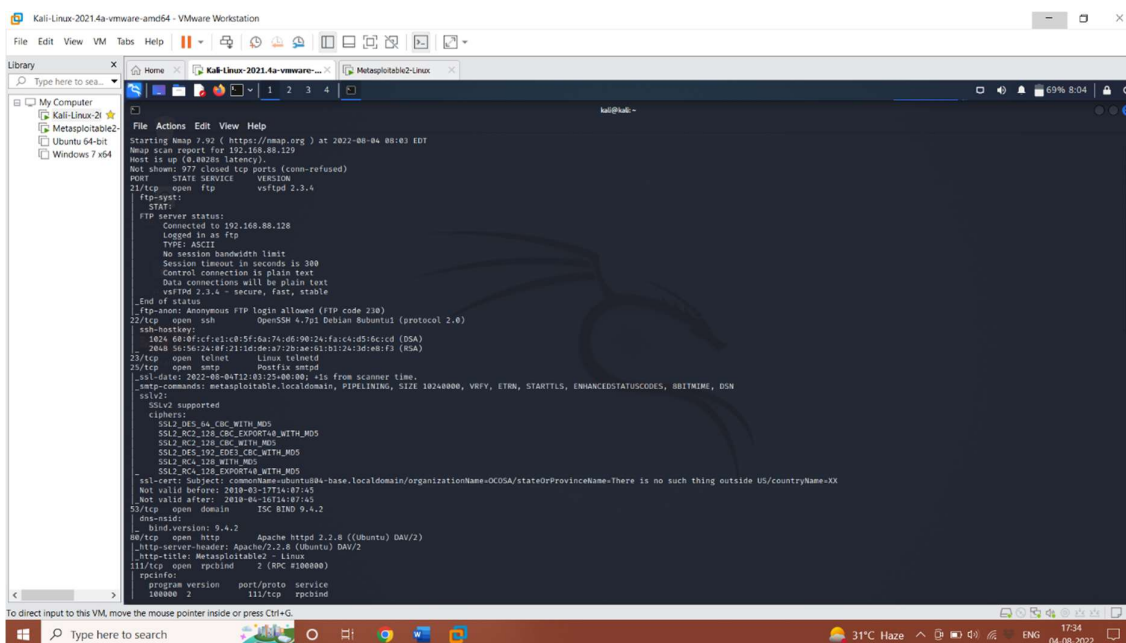 Kali-Linux-2021.4a-vmware-amd64 - VMware Workstation
File Edit View VM Tabs Help
Library
Type here to sea...
My Computer
Kali-Linux-2(
Metasploitable2-
Ubuntu 64-bit
Windows 7 x64
Home
Kali-Linux-2021.4a-vmware-...
Metasploitable2-Linux
1 2 3 4
69% 8:04
kali@kali: ~
File Actions Edit View Help
Starting Nmap 7.92 ( https://nmap.org ) at 2022-08-04 08:03 EDT
Nmap scan report for 192.168.88.129
Host is up (0.0028s latency).
Not shown: 977 closed tcp ports (conn-refused)
PORT STATE SERVICE VERSION
21/tcp open ftp vsftpd 2.3.4
| ftp-syst:
| STAT:
| FTP server status:
| Connected to 192.168.88.128
| Logged in as ftp
| TYPE: ASCII
| No session bandwidth limit
| Session timeout in seconds is 300
| Control connection is plain text
| Data connections will be plain text
| vsFTPd 2.3.4 - secure, fast, stable
|_End of status
|_ftp-anon: Anonymous FTP login allowed (FTP code 230)
22/tcp open ssh OpenSSH 4.7p1 Debian 8ubuntu1 (protocol 2.0)
| ssh-hostkey:
| 1024 60:0f:cf:e1:c0:5f:6a:74:d6:90:24:fa:c4:d5:6c:cd (DSA)
|_ 2048 56:56:24:0f:21:1d:de:a7:2b:ae:61:b1:24:3d:e8:f3 (RSA)
23/tcp open telnet Linux telnetd
25/tcp open smtp Postfix smtpd
|_ssl-date: 2022-08-04T12:03:25+00:00; +1s from scanner time.
|_smtp-commands: metasploitable.localdomain, PIPELINING, SIZE 10240000, VRFY, ETRN, STARTTLS, ENHANCEDSTATUSCODES, 8BITMIME, DSN
| sslv2:
| SSLv2 supported
| ciphers:
| SSL2_DES_64_CBC_WITH_MD5
| SSL2_RC2_128_CBC_EXPORT40_WITH_MD5
| SSL2_RC2_128_CBC_WITH_MD5
| SSL2_DES_192_EDE3_CBC_WITH_MD5
| SSL2_RC4_128_WITH_MD5
|_ SSL2_RC4_128_EXPORT40_WITH_MD5
| ssl-cert: Subject: commonName=ubuntu804-base.localdomain/organizationName=OCOSA/stateOrProvinceName=There is no such thing outside US/countryName=XX
| Not valid before: 2010-03-17T14:07:45
|_Not valid after: 2010-04-16T14:07:45
53/tcp open domain ISC BIND 9.4.2
| dns-nsid:
|_ bind.version: 9.4.2
80/tcp open http Apache httpd 2.2.8 ((Ubuntu) DAV/2)
|_http-server-header: Apache/2.2.8 (Ubuntu) DAV/2
|_http-title: Metasploitable2 - Linux
111/tcp open rpcbind 2 (RPC #100000)
| rpcinfo:
| program version port/proto service
| 100000 2 111/tcp rpcbind
To direct input to this VM, move the mouse pointer inside or press Ctrl+G.
Type here to search
31°C Haze
ENG
17:34
04-08-2022